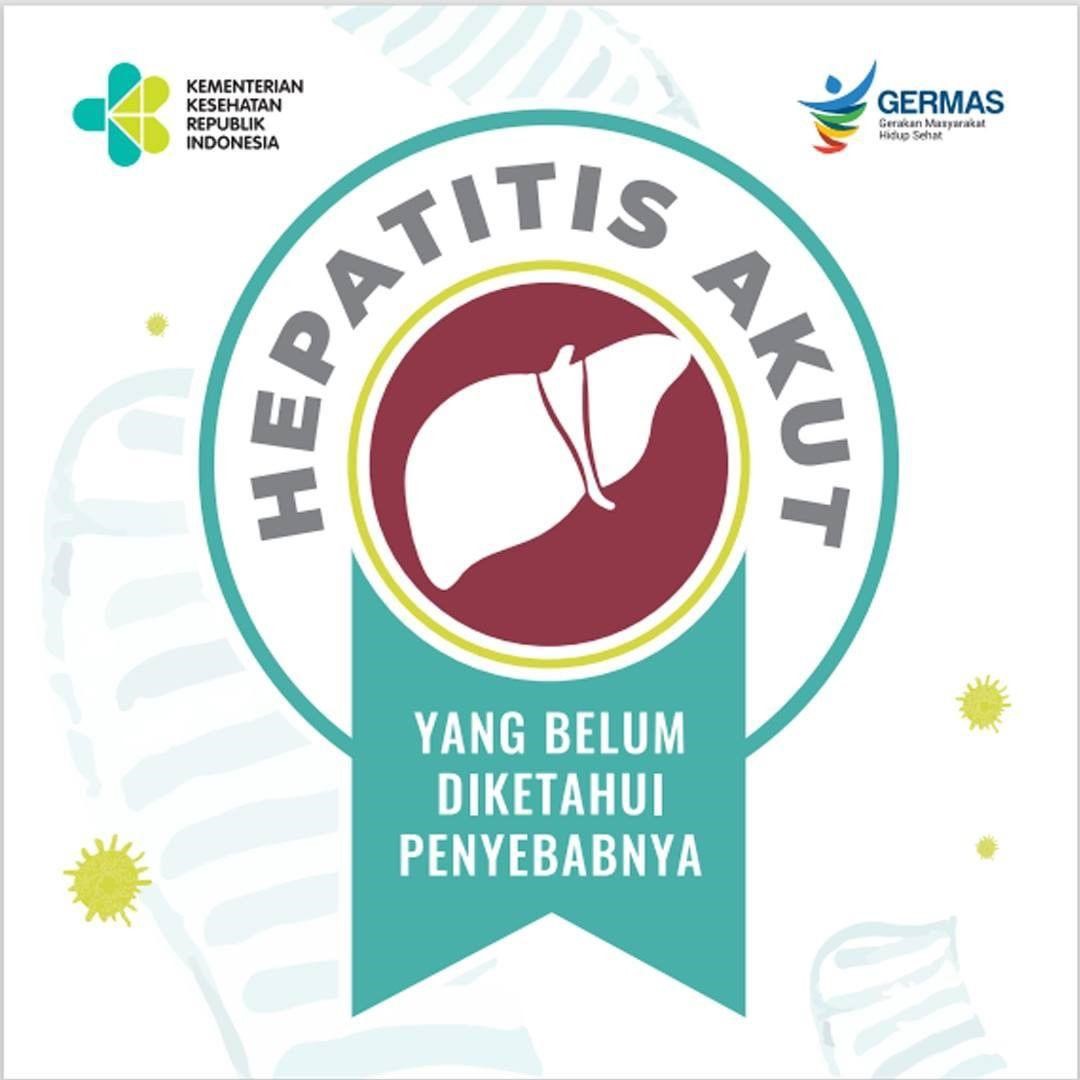 KEMENTERIAN
KESEHATAN
REPUBLIK
INDONESIA
GERMAS
Gerakan Masyarakat
Hidup Sehat
HEPATITIS AKUT
YANG BELUM
DIKETAHUI
PENYEBABNYA